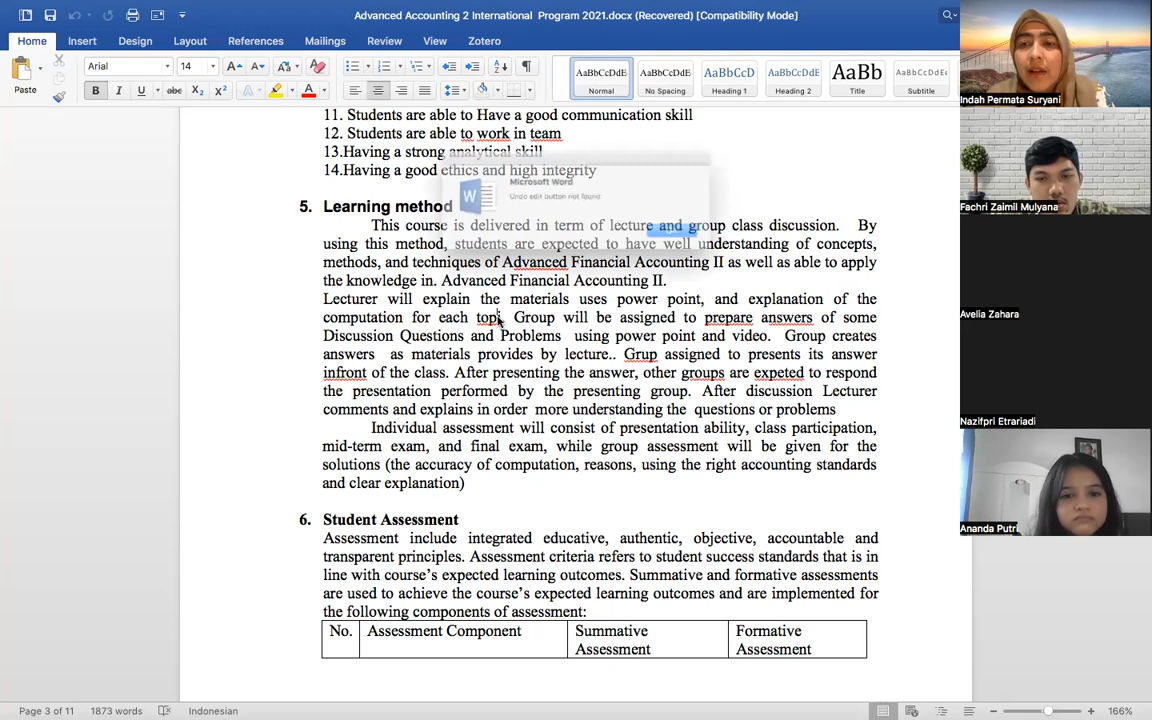 Advanced Accounting 2 International Program 2021.docx (Recovered) [Compatibility Mode]
Home Insert Design Layout References Mailings Review View Zotero
Paste
Arial 14
AaBbCcDdE AaBbCcDdE AaBbCcD AaBbCcDdE AaBb AaBbCcDdE
Normal No Spacing Heading 1 Heading 2 Title Subtitle
11. Students are able to Have a good communication skill
12. Students are able to work in team
13.Having a strong analytical skill
14.Having a good ethics and high integrity
Microsoft Word
Undo edit button not found
5. Learning method
This course is delivered in term of lecture and group class discussion. By
using this method, students are expected to have well understanding of concepts,
methods, and techniques of Advanced Financial Accounting II as well as able to apply
the knowledge in. Advanced Financial Accounting II.
Lecturer will explain the materials uses power point, and explanation of the
computation for each topi. Group will be assigned to prepare answers of some
Discussion Questions and Problems using power point and video. Group creates
answers as materials provides by lecture.. Grup assigned to presents its answer
infront of the class. After presenting the answer, other groups are expeted to respond
the presentation performed by the presenting group. After discussion Lecturer
comments and explains in order more understanding the questions or problems
Individual assessment will consist of presentation ability, class participation,
mid-term exam, and final exam, while group assessment will be given for the
solutions (the accuracy of computation, reasons, using the right accounting standards
and clear explanation)
6. Student Assessment
Assessment include integrated educative, authentic, objective, accountable and
transparent principles. Assessment criteria refers to student success standards that is in
line with course's expected learning outcomes. Summative and formative assessments
are used to achieve the course's expected learning outcomes and are implemented for
the following components of assessment:
No. Assessment Component Summative Assessment Formative Assessment
Page 3 of 11 1873 words Indonesian 166%
Indah Permata Suryani
Fachri Zaimil Mulyana
Avelia Zahara
Nazifpri Etrariadi
Ananda Putri